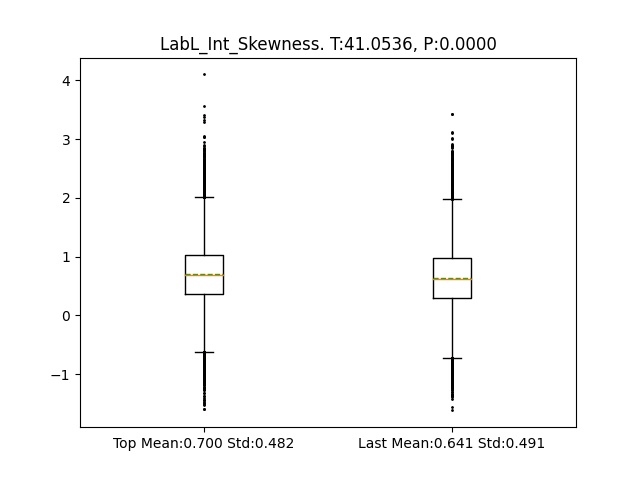 LabL_Int_Skewness. T:41.0536, P:0.0000
4
3
2
1
0
−1
Top Mean:0.700 Std:0.482
Last Mean:0.641 Std:0.491